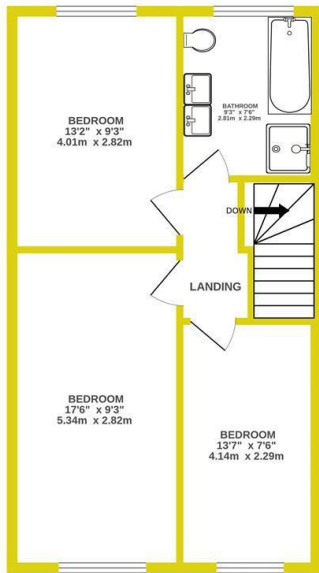 BEDROOM
13'2" x 9'3"
4.01m x 2.82m
BATHROOM
9'3" x 7'6"
2.81m x 2.29m
DOWN
LANDING
BEDROOM
17'6" x 9'3"
5.34m x 2.82m
BEDROOM
13'7" x 7'6"
4.14m x 2.29m